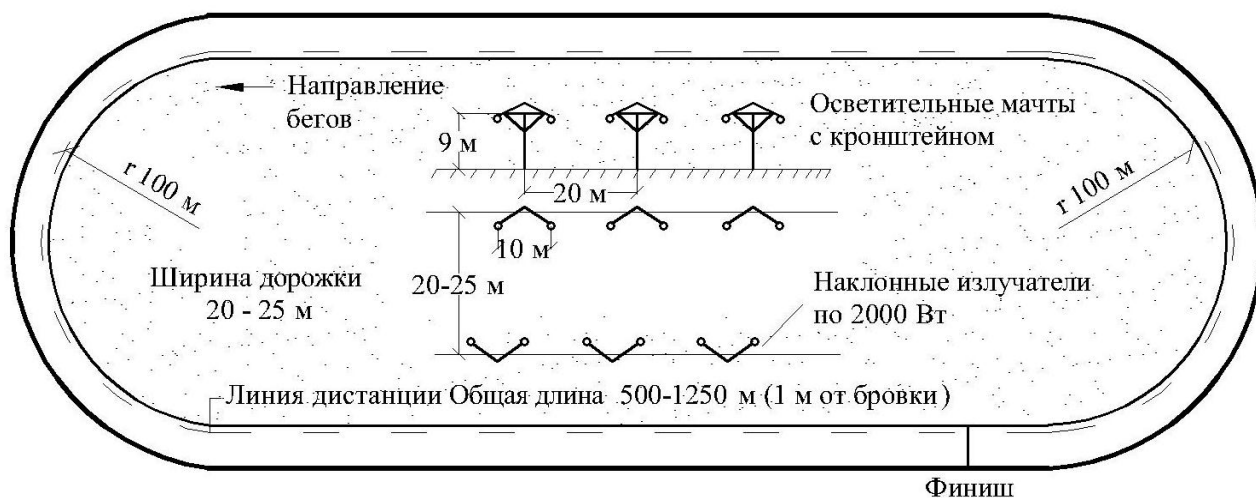 Направление
бегов
Осветительные мачты
с кронштейном
9 м
20 м
r 100 м
r 100 м
10 м
20-25 м
Ширина дорожки
20 - 25 м
Наклонные излучатели
по 2000 Вт
Линия дистанции Общая длина 500-1250 м (1 м от бровки)
Финиш